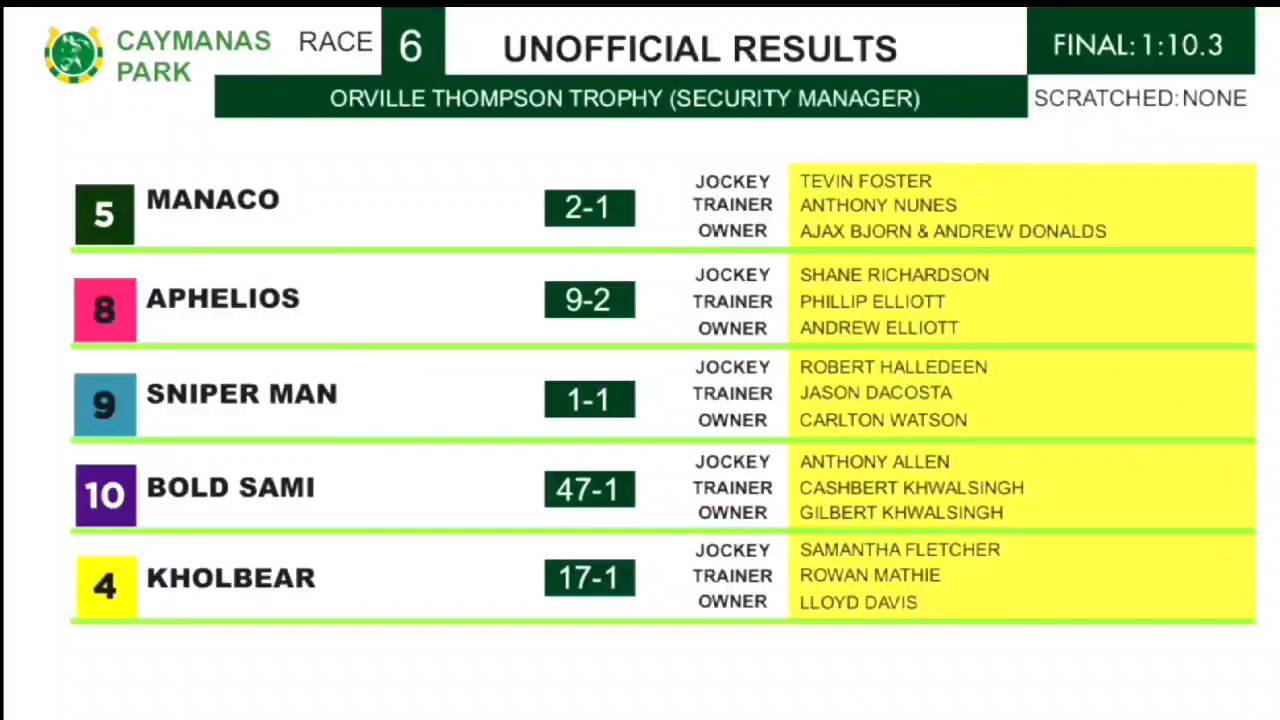 CAYMANAS PARK
RACE 6
UNOFFICIAL RESULTS
FINAL: 1:10.3
ORVILLE THOMPSON TROPHY (SECURITY MANAGER)
SCRATCHED: NONE
5 MANACO 2-1
JOCKEY TEVIN FOSTER
TRAINER ANTHONY NUNES
OWNER AJAX BJORN & ANDREW DONALDS
8 APHELIOS 9-2
JOCKEY SHANE RICHARDSON
TRAINER PHILLIP ELLIOTT
OWNER ANDREW ELLIOTT
9 SNIPER MAN 1-1
JOCKEY ROBERT HALLEDEEN
TRAINER JASON DACOSTA
OWNER CARLTON WATSON
10 BOLD SAMI 47-1
JOCKEY ANTHONY ALLEN
TRAINER CASHBERT KHWALSINGH
OWNER GILBERT KHWALSINGH
4 KHOLBEAR 17-1
JOCKEY SAMANTHA FLETCHER
TRAINER ROWAN MATHIE
OWNER LLOYD DAVIS